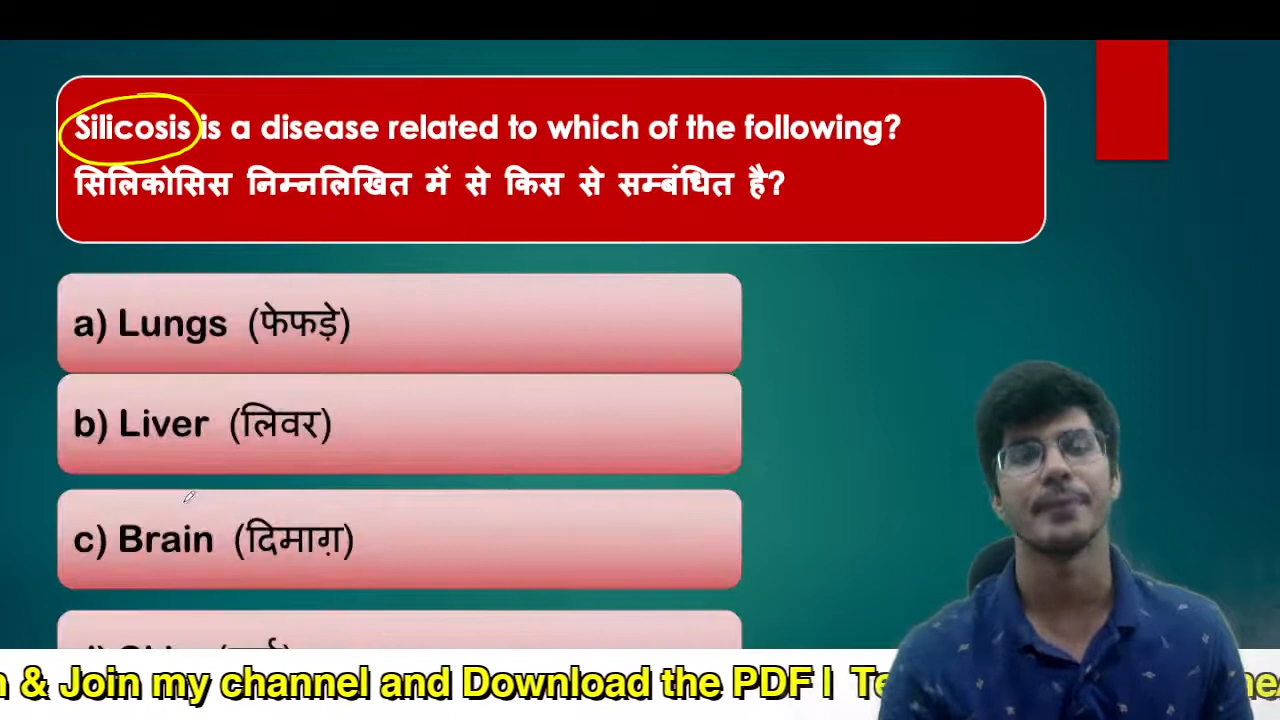 Silicosis is a disease related to which of the following?
सिलिकोसिस निम्नलिखित में से किस से सम्बंधित है?
a) Lungs (फेफड़े)
b) Liver (लिवर)
c) Brain (दिमाग़)
& Join my channel and Download the PDF l